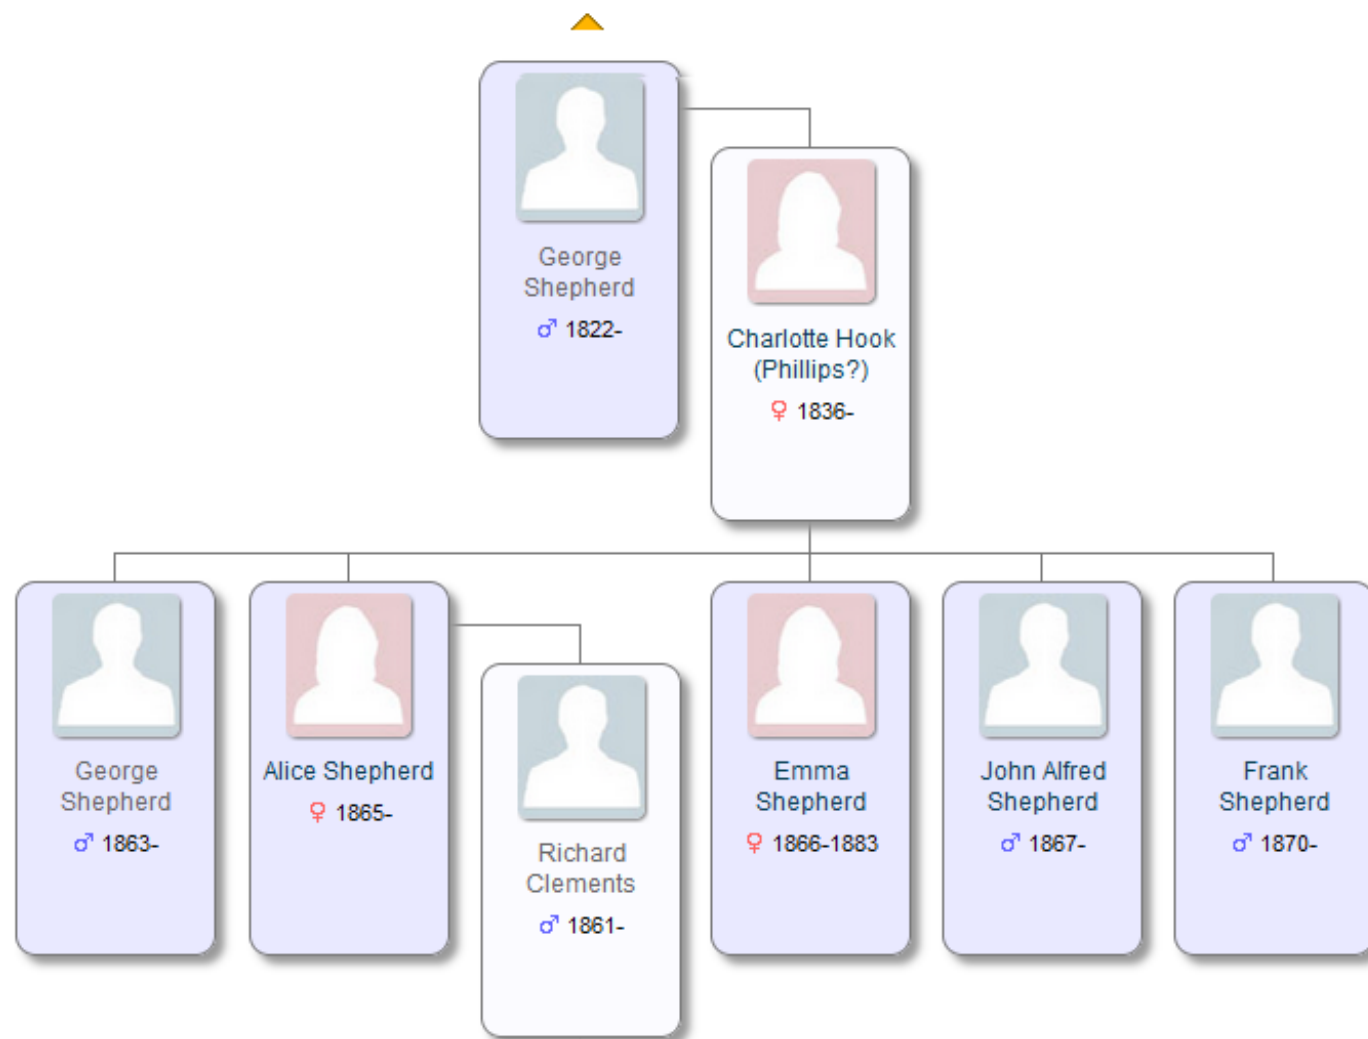 George
Shepherd
♂ 1822-
Charlotte Hook
(Phillips?)
♀ 1836-
George
Shepherd
♂ 1863-
Alice Shepherd
♀ 1865-
Richard
Clements
♂ 1861-
Emma
Shepherd
♀ 1866-1883
John Alfred
Shepherd
♂ 1867-
Frank
Shepherd
♂ 1870-